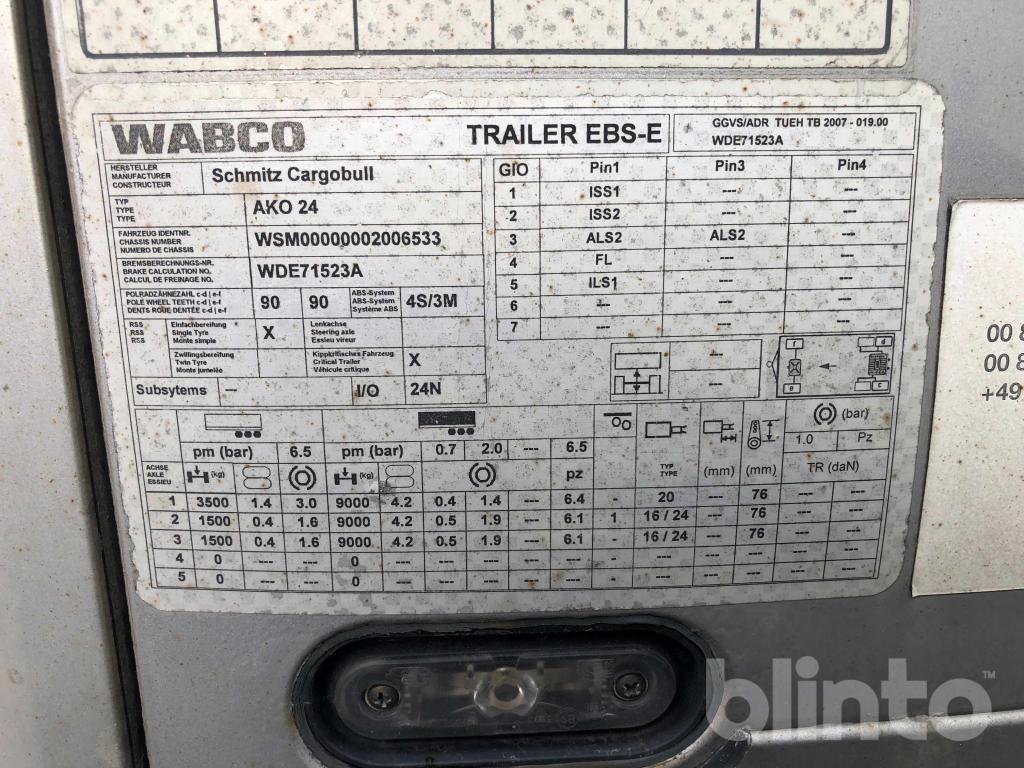 WABCO TRAILER EBS-E GGVS/ADR TUEH TB 2007 - 019.00
WDE71523A
HERSTELLER
MANUFACTURER
CONSTRUCTEUR
Schmitz Cargobull
TYP
TYPE
TYPE
AKO 24
FAHRZEUG IDENTNR.
CHASSIS NUMBER
NUMERO DE CHASSIS
WSM00000002006533
BREMSBERECHNUNGS-NR.
BRAKE CALCULATION NO.
CALCUL DE FREINAGE NO.
WDE71523A
POLRADZÄHNEZAHL c-d | e-f
POLE WHEEL TEETH c-d | e-f
DENTS ROUE DENTÉE c-d | e-f
90 90
ABS-System
ABS-System
Système ABS
4S/3M
RSS Einfachbereifung
RSS Single Tyre
RSS Monte simple
X
Lenkachse
Steering axle
Essieu vireur
Zwillingsbereifung
Twin Tyre
Monte jumelée
Kippkritisches Fahrzeug
Critical Trailer
Véhicule critique
X
Subsytems -- I/O 24N
GIO Pin1 Pin3 Pin4
1 ISS1 --- ---
2 ISS2 --- ---
3 ALS2 ALS2 ---
4 FL --- ---
5 ILS1 --- ---
6 --- --- ---
7 --- --- ---
---
---
f d
e c
(bar)
1.0 Pz
pm (bar) 6.5 pm (bar) 0.7 2.0 --- 6.5
TR (daN)
ACHSE
AXLE
ESSIEU
(kg) (kg) pz
TYP
TYPE
(mm) (mm)
1 3500 1.4 3.0 9000 4.2 0.4 1.4 --- 6.4 - 20 --- 76 --- ---
2 1500 0.4 1.6 9000 4.2 0.5 1.9 --- 6.1 1 16 / 24 --- 76 --- ---
3 1500 0.4 1.6 9000 4.2 0.5 1.9 --- 6.1 - 16 / 24 --- 76 --- ---
4 0 --- --- 0 --- --- --- --- --- --- --- --- --- --- ---
5 0 --- --- 0 --- --- --- --- --- --- --- --- --- --- ---
00 8
00 8
+49
blinto™